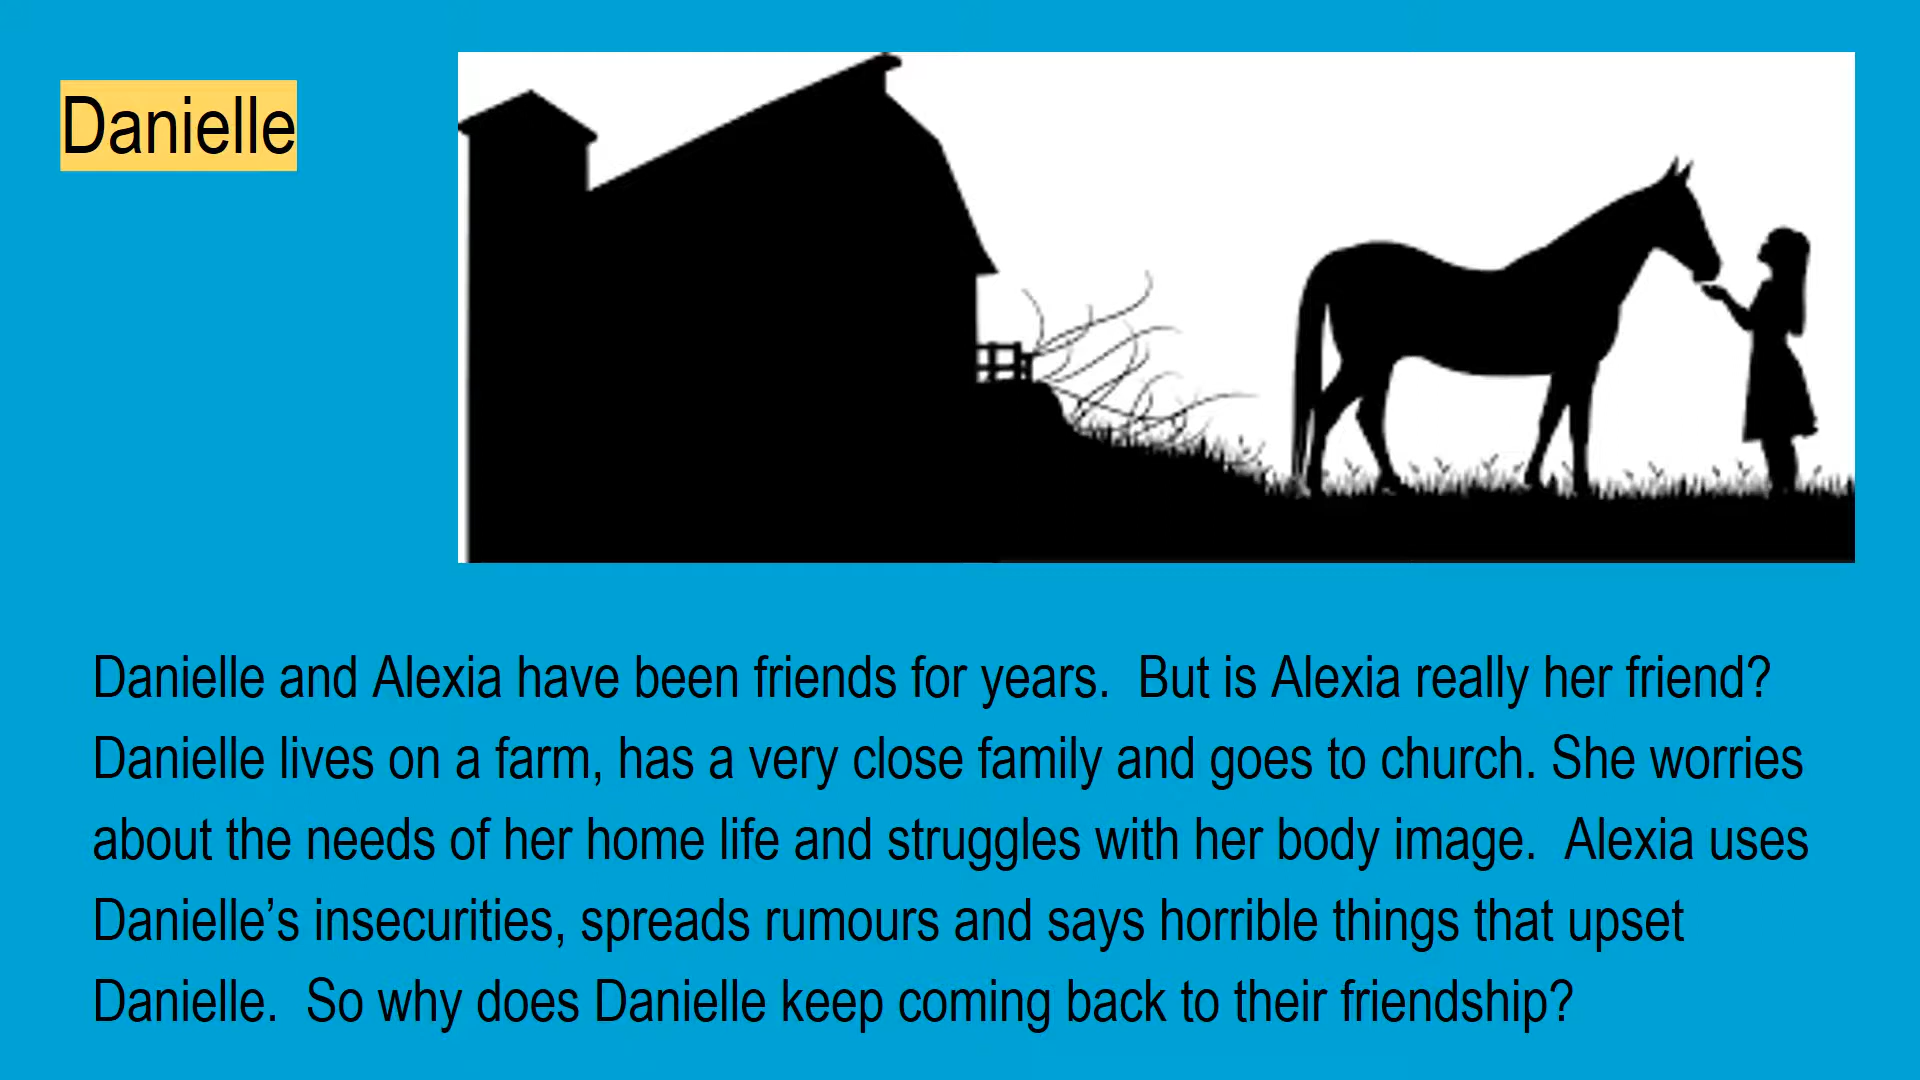 Danielle
Danielle and Alexia have been friends for years.  But is Alexia really her friend?
Danielle lives on a farm, has a very close family and goes to church. She worries
about the needs of her home life and struggles with her body image.  Alexia uses
Danielle’s insecurities, spreads rumours and says horrible things that upset
Danielle.  So why does Danielle keep coming back to their friendship?